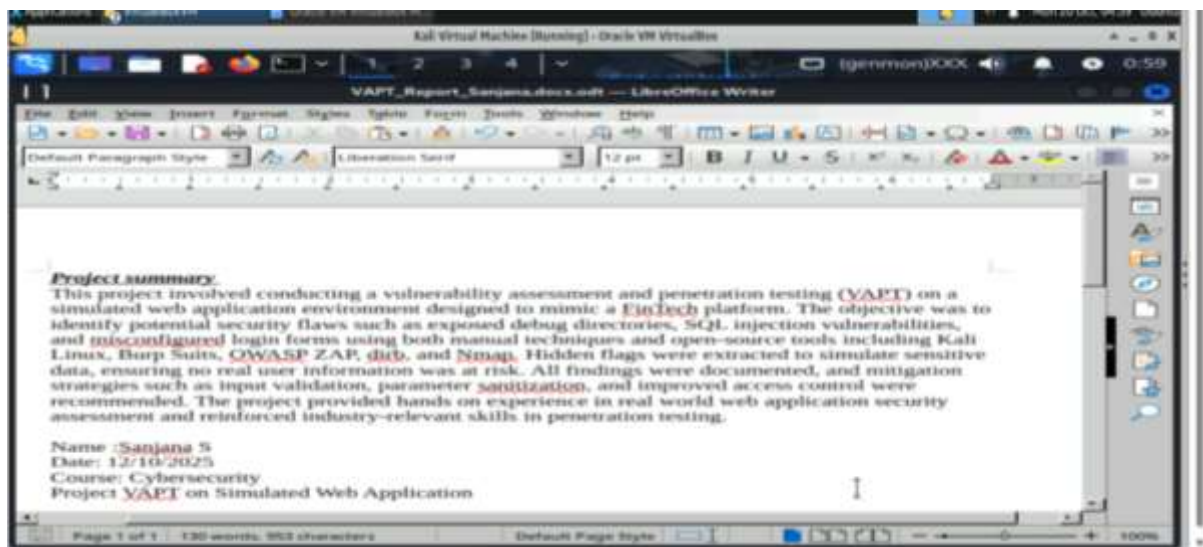 Kali Virtual Machine [Running] - Oracle VM VirtualBox
1 2 3 4 (genmon)XXX 0:59
VAPT_Report_Sanjana.docx.odt — LibreOffice Writer
File Edit View Insert Format Styles Table Form Tools Window Help
Default Paragraph Style Liberation Serif 12 pt B I U S
Project summary
This project involved conducting a vulnerability assessment and penetration testing (VAPT) on a
simulated web application environment designed to mimic a FinTech platform. The objective was to
identify potential security flaws such as exposed debug directories, SQL injection vulnerabilities,
and misconfigured login forms using both manual techniques and open-source tools including Kali
Linux, Burp Suits, OWASP ZAP, dirb, and Nmap. Hidden flags were extracted to simulate sensitive
data, ensuring no real user information was at risk. All findings were documented, and mitigation
strategies such as input validation, parameter sanitization, and improved access control were
recommended. The project provided hands on experience in real world web application security
assessment and reinforced industry-relevant skills in penetration testing.
Name :Sanjana S
Date: 12/10/2025
Course: Cybersecurity
Project VAPT on Simulated Web Application
Page 1 of 1 130 words, 953 characters Default Page Style 100%